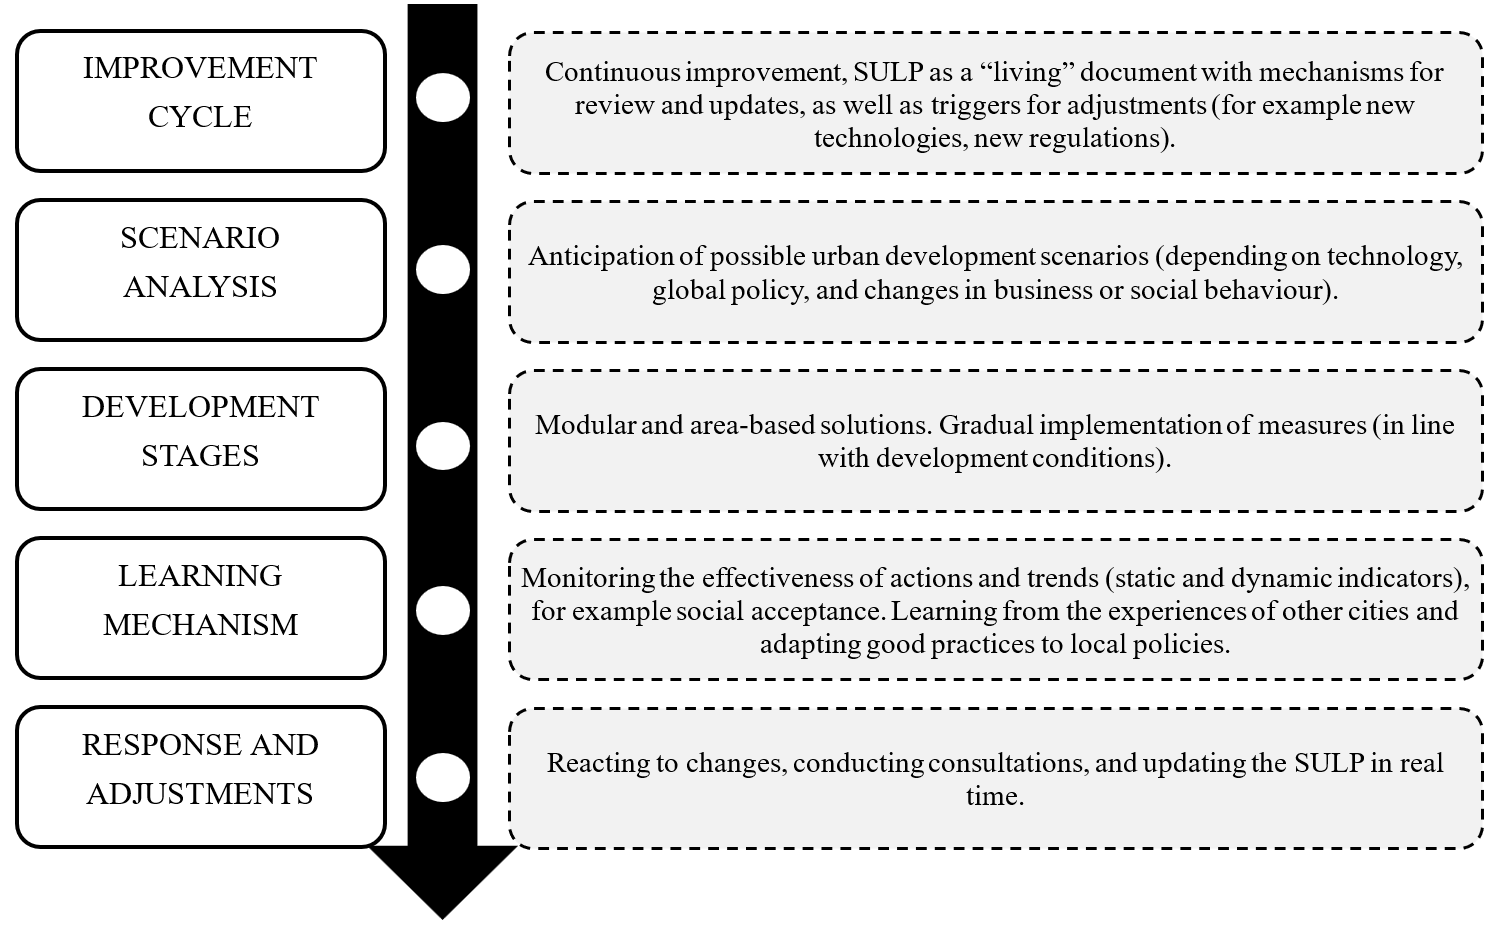 IMPROVEMENT
CYCLE
Continuous improvement, SULP as a “living” document with mechanisms for
review and updates, as well as triggers for adjustments (for example new
technologies, new regulations).
SCENARIO
ANALYSIS
Anticipation of possible urban development scenarios (depending on technology,
global policy, and changes in business or social behaviour).
DEVELOPMENT
STAGES
Modular and area-based solutions. Gradual implementation of measures (in line
with development conditions).
LEARNING
MECHANISM
Monitoring the effectiveness of actions and trends (static and dynamic indicators),
for example social acceptance. Learning from the experiences of other cities and
adapting good practices to local policies.
RESPONSE AND
ADJUSTMENTS
Reacting to changes, conducting consultations, and updating the SULP in real
time.